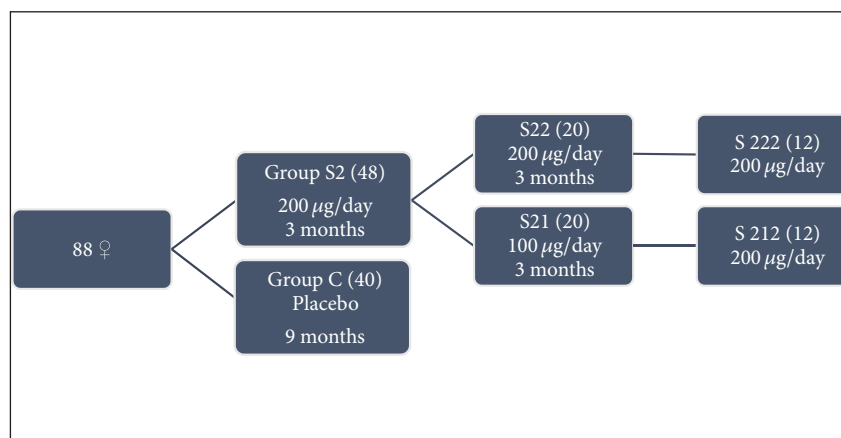 88 ♀
Group S2 (48)
200 μg/day
3 months
Group C (40)
Placebo
9 months
S22 (20)
200 μg/day
3 months
S21 (20)
100 μg/day
3 months
S 222 (12)
200 μg/day
S 212 (12)
200 μg/day